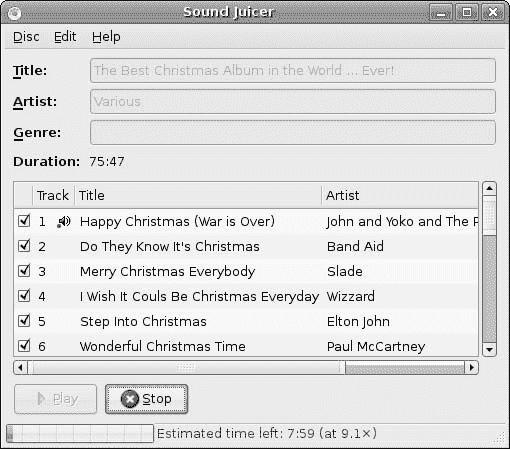 Sound Juicer
Disc Edit Help
Title: The Best Christmas Album in the World ... Ever!
Artist: Various
Genre:
Duration: 75:47
Track Title Artist
1 Happy Christmas (War is Over) John and Yoko and The P
2 Do They Know It's Christmas Band Aid
3 Merry Christmas Everybody Slade
4 I Wish It Couls Be Christmas Everyday Wizzard
5 Step Into Christmas Elton John
6 Wonderful Christmas Time Paul McCartney
Play Stop
Estimated time left: 7:59 (at 9.1×)